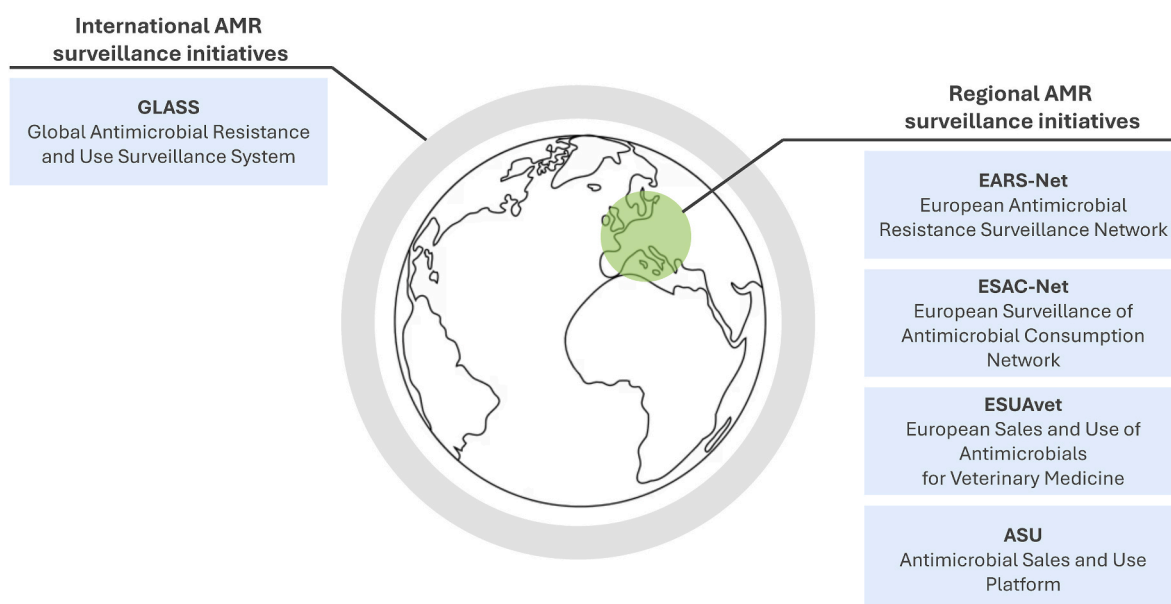 International AMR
surveillance initiatives
GLASS
Global Antimicrobial Resistance
and Use Surveillance System
Regional AMR
surveillance initiatives
EARS-Net
European Antimicrobial
Resistance Surveillance Network
ESAC-Net
European Surveillance of
Antimicrobial Consumption
Network
ESUAvet
European Sales and Use of
Antimicrobials
for Veterinary Medicine
ASU
Antimicrobial Sales and Use
Platform